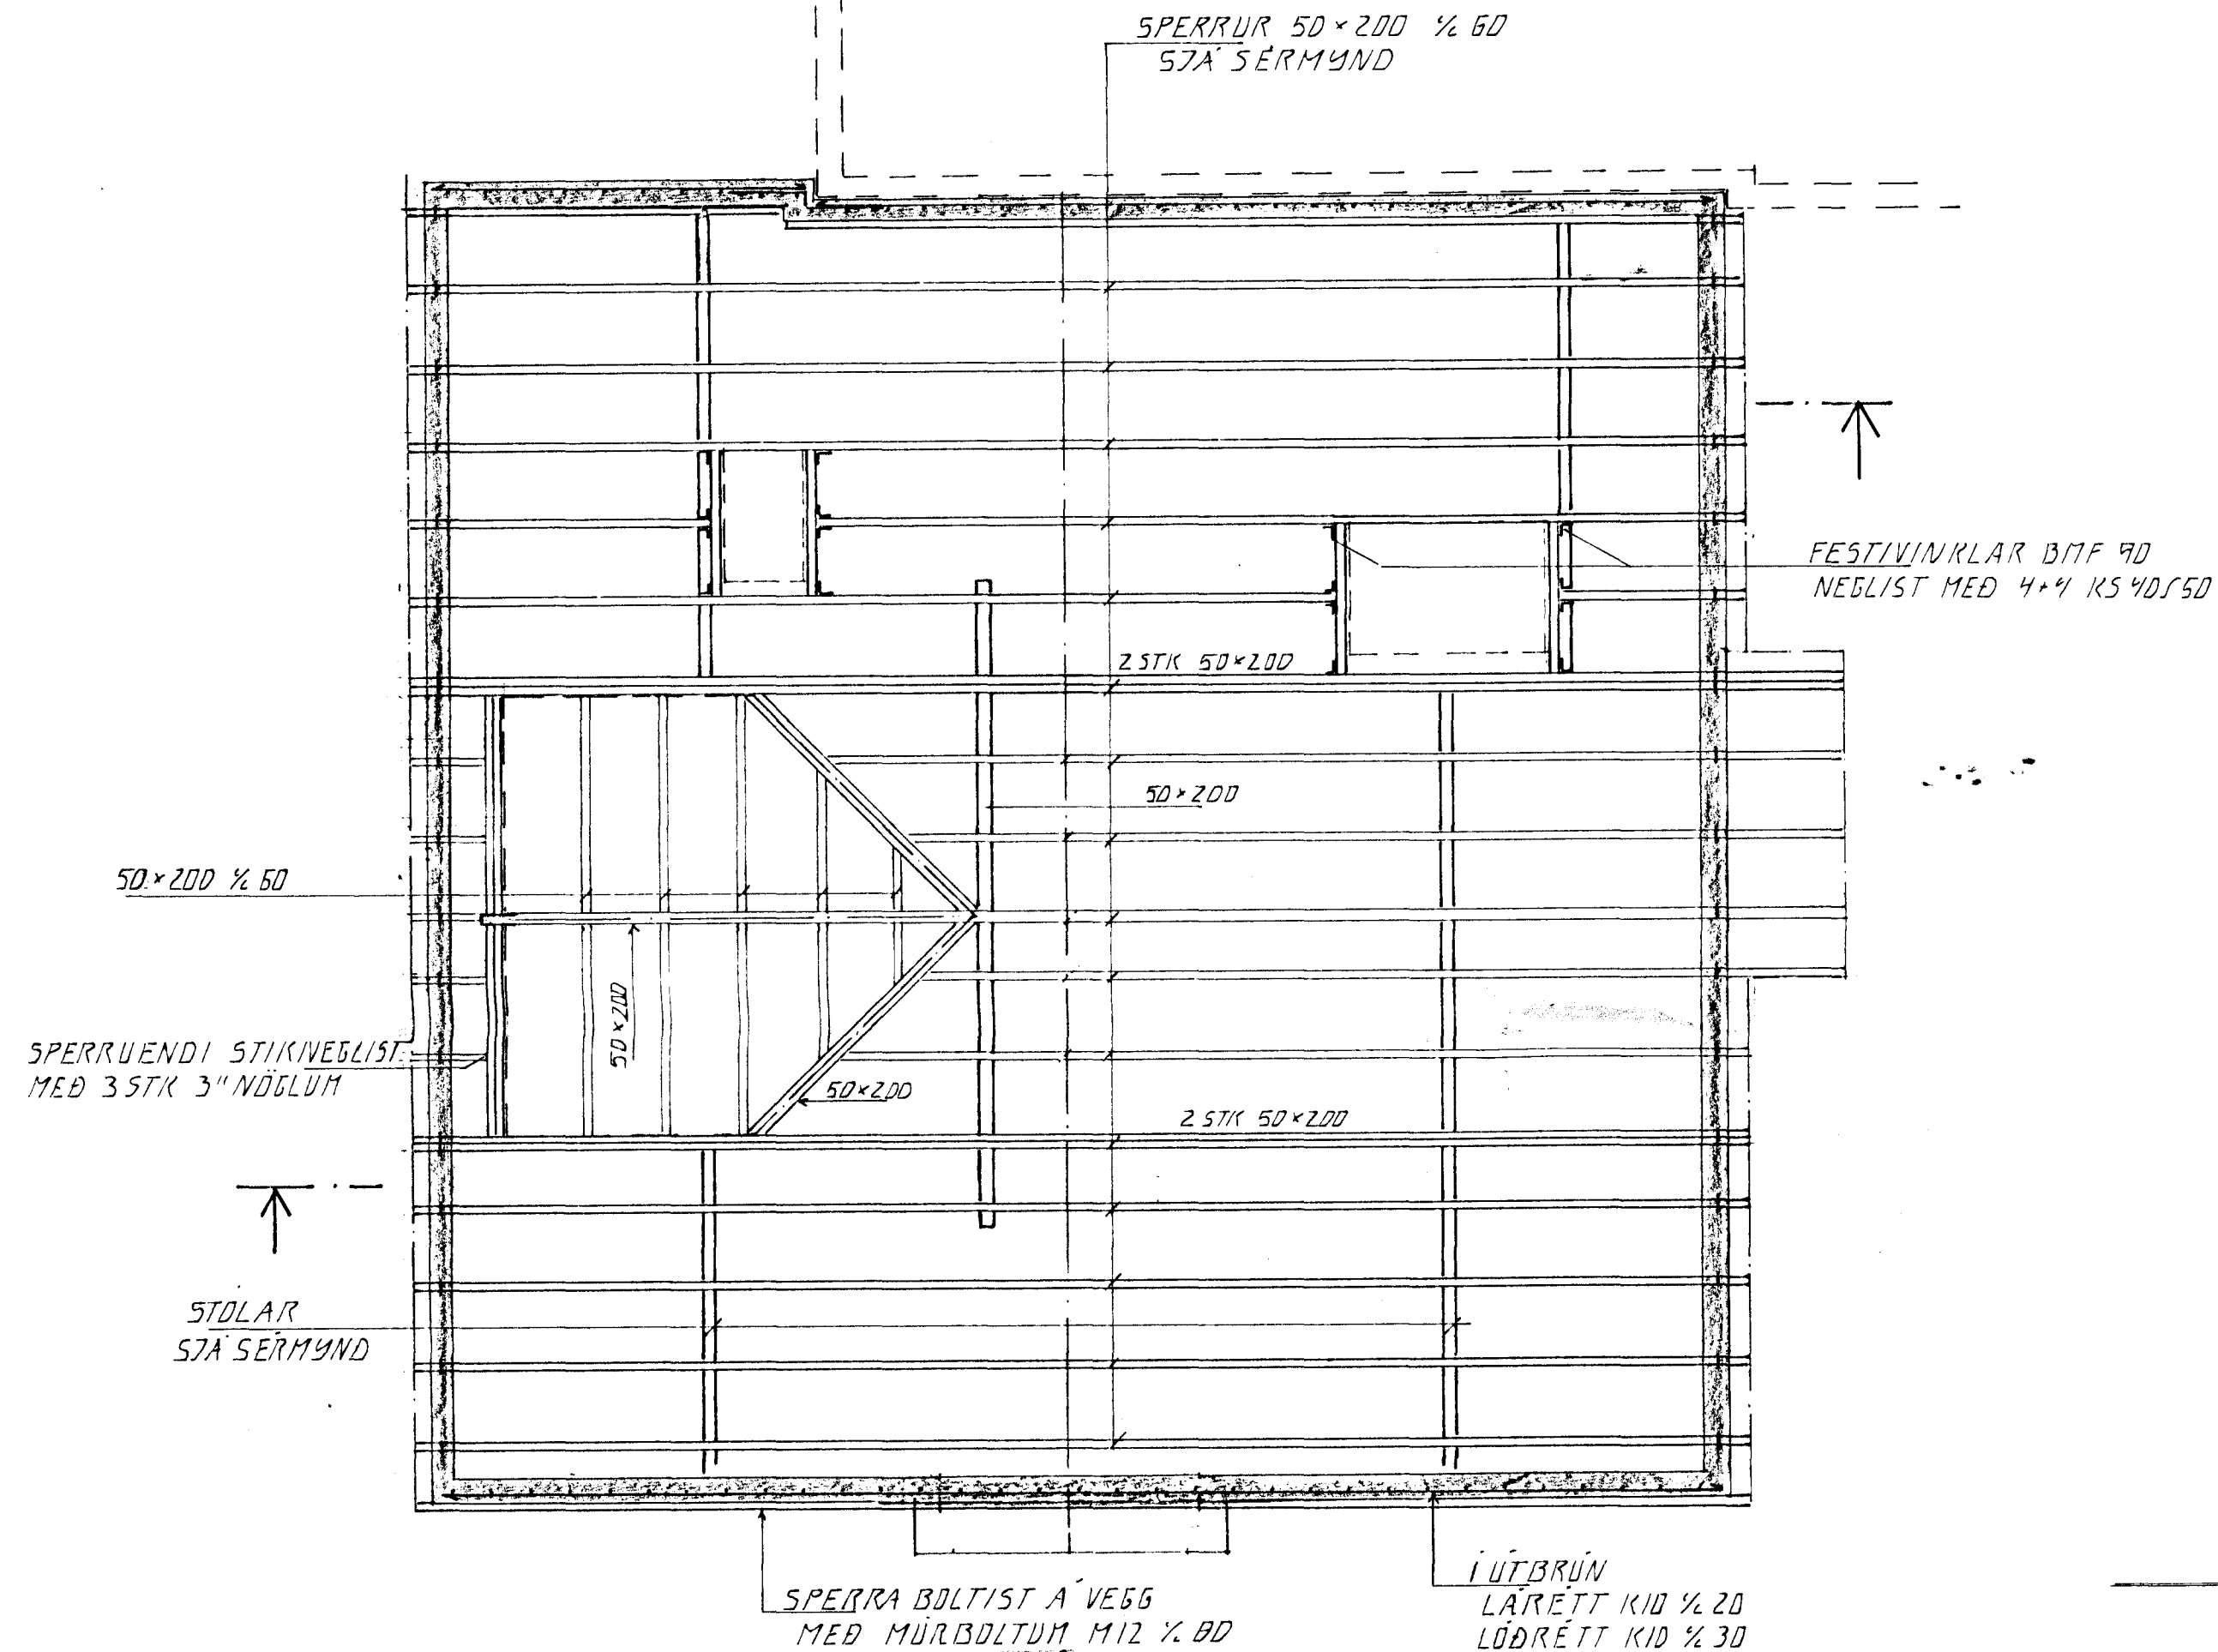 SPERRUR 50×200 % 60
SJÁ SÉRMYND
FESTIVINKLAR BMF 90
NEGLIST MEÐ 4+4 KS 40/50
2 STK 50×200
50×200
50×200 % 60
50×200
SPERRUENDI STIKNEGLIST
MEÐ 3 STK 3" NÖGLUM
50×200
2 STK 50×200
STÓLAR
SJÁ SÉRMYND
SPERRA BOLTIST Á VEGG
MEÐ MÚRBOLTUM M12 % 80
Í ÚTBRÚN
LÁRÉTT K10 % 20
LÓÐRÉTT K10 % 30